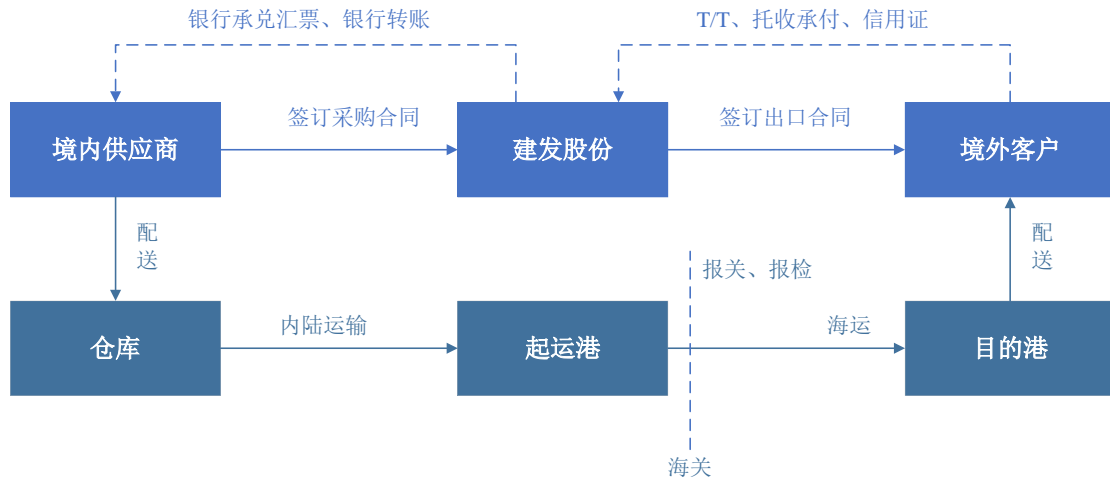 银行承兑汇票、银行转账
T/T、托收承付、信用证
境内供应商
签订采购合同
建发股份
签订出口合同
境外客户
配送
报关、报检
配送
仓库
内陆运输
起运港
海运
目的港
海关